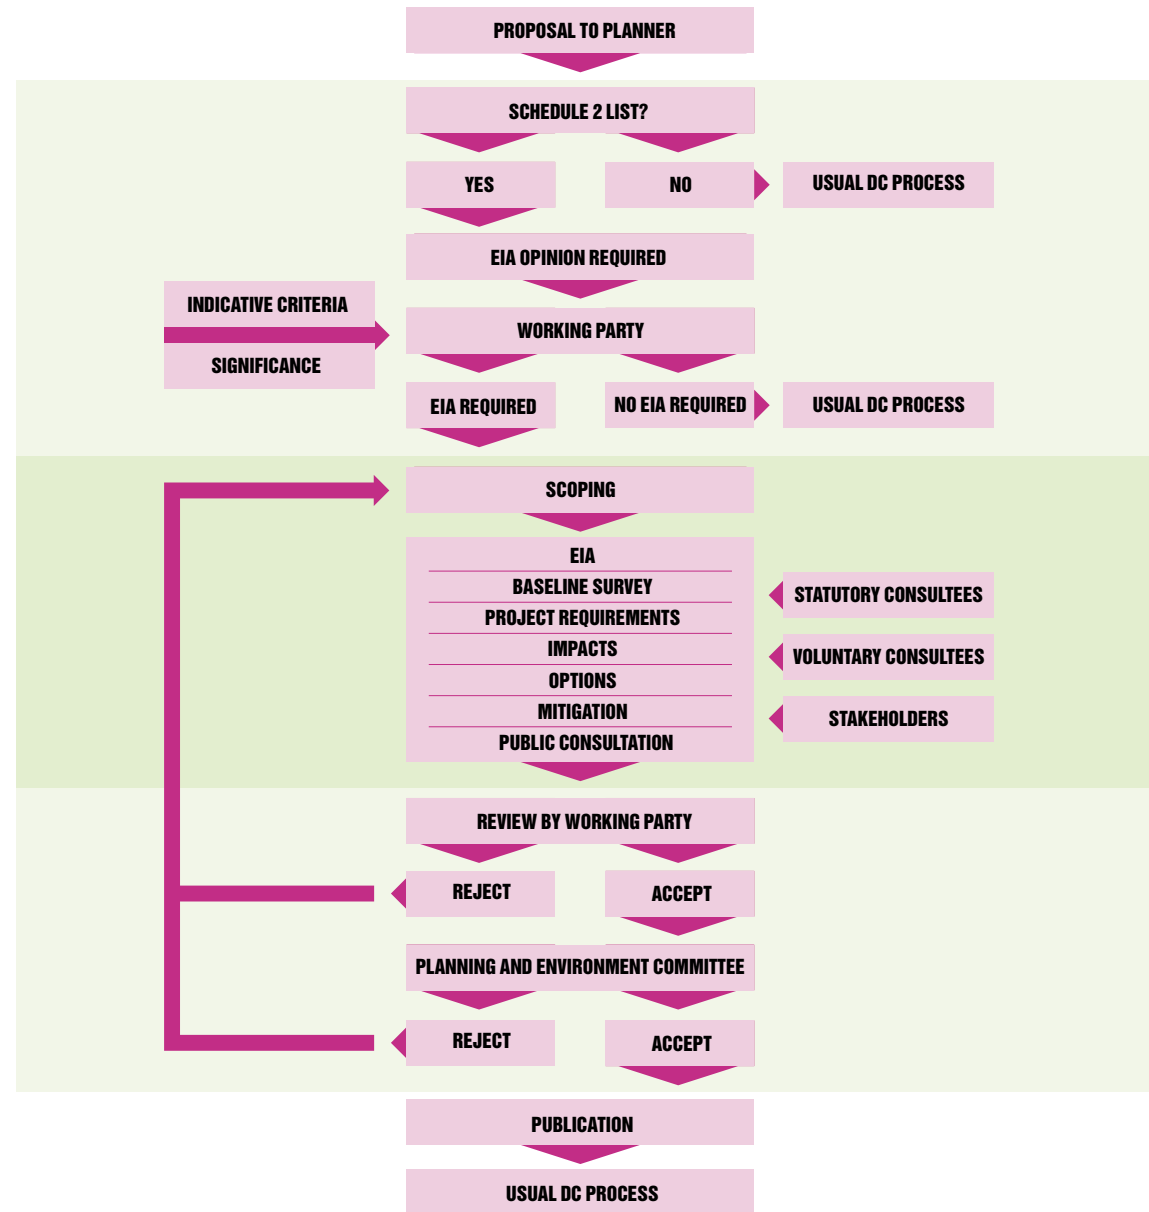 PROPOSAL TO PLANNER
SCHEDULE 2 LIST?
YES
NO
USUAL DC PROCESS
EIA OPINION REQUIRED
INDICATIVE CRITERIA
SIGNIFICANCE
WORKING PARTY
EIA REQUIRED
NO EIA REQUIRED
USUAL DC PROCESS
SCOPING
EIA
BASELINE SURVEY
PROJECT REQUIREMENTS
IMPACTS
OPTIONS
MITIGATION
PUBLIC CONSULTATION
STATUTORY CONSULTEES
VOLUNTARY CONSULTEES
STAKEHOLDERS
REVIEW BY WORKING PARTY
REJECT
ACCEPT
PLANNING AND ENVIRONMENT COMMITTEE
REJECT
ACCEPT
PUBLICATION
USUAL DC PROCESS